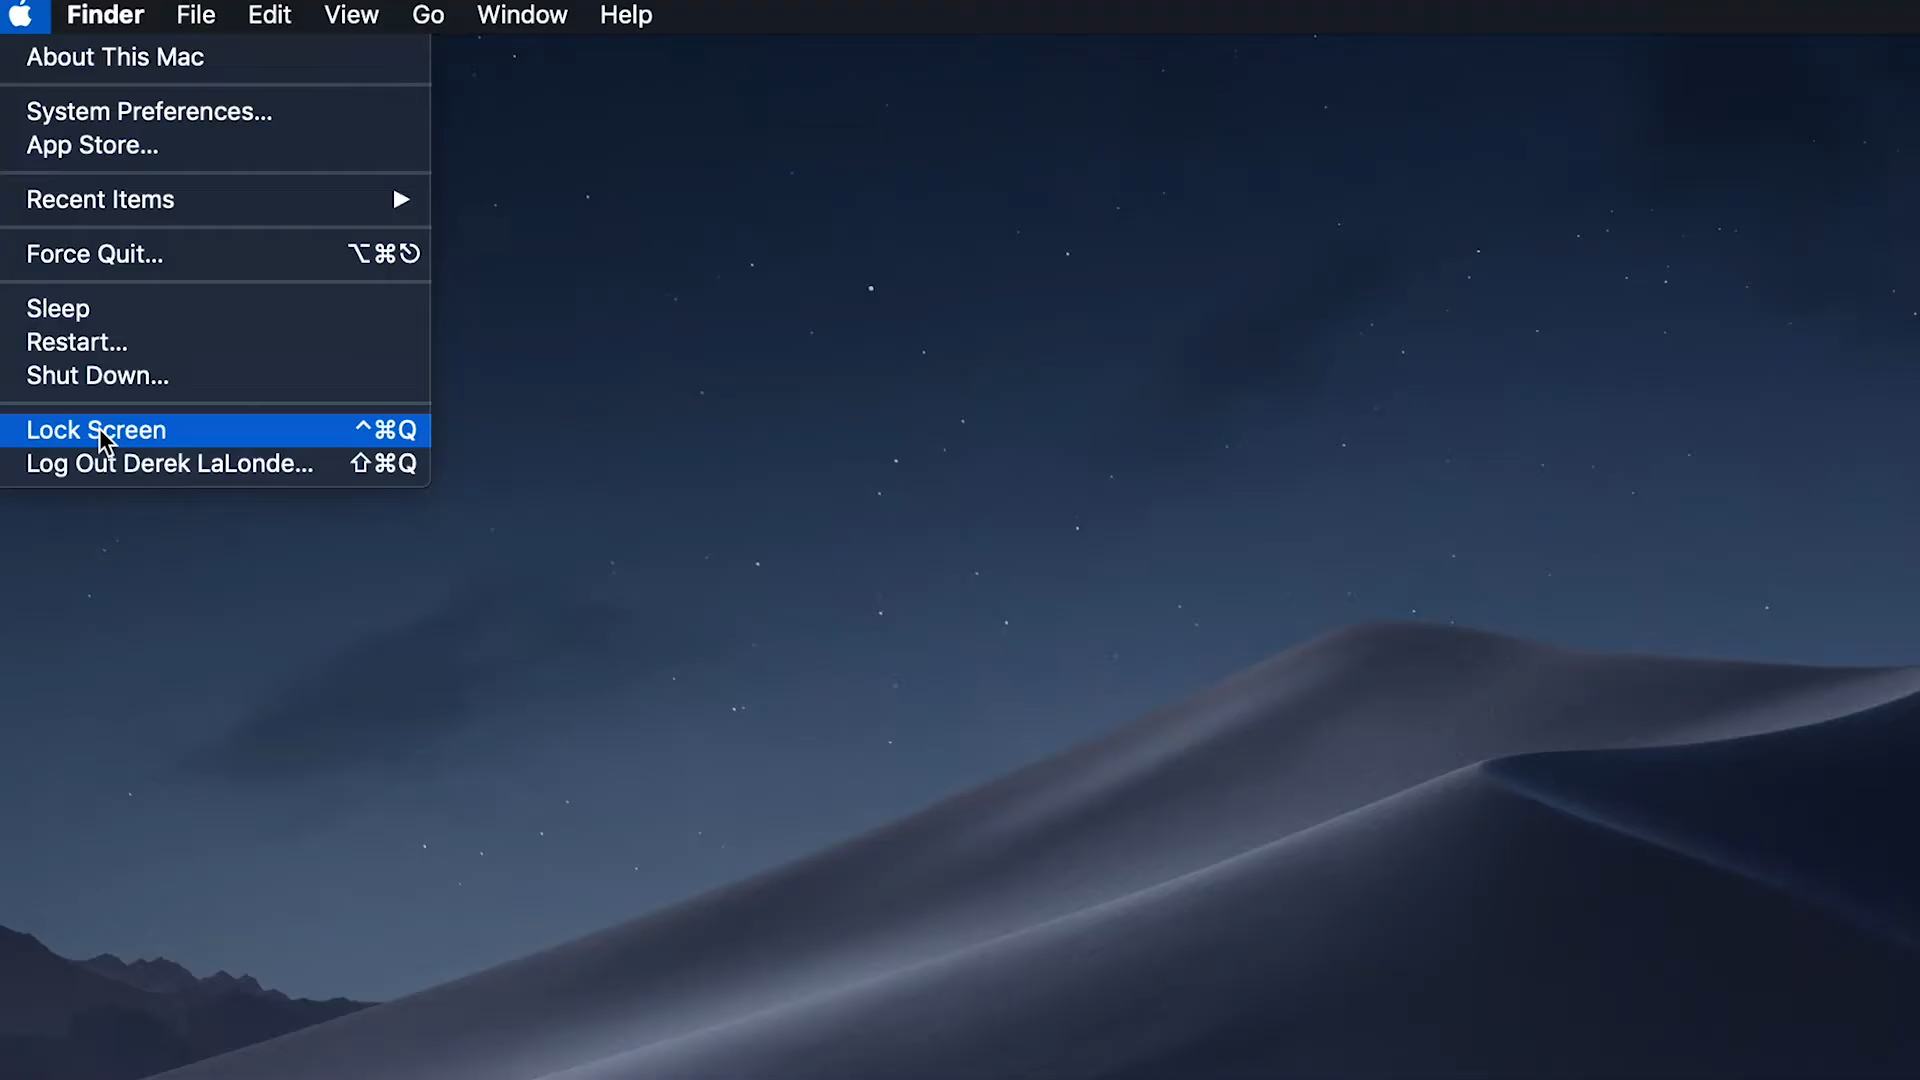 Finder File Edit View Go Window Help
About This Mac
System Preferences...
App Store...
Recent Items ▶
Force Quit... ⌥⌘⎋
Sleep
Restart...
Shut Down...
Lock Screen ^⌘Q
Log Out Derek LaLonde... ⇧⌘Q